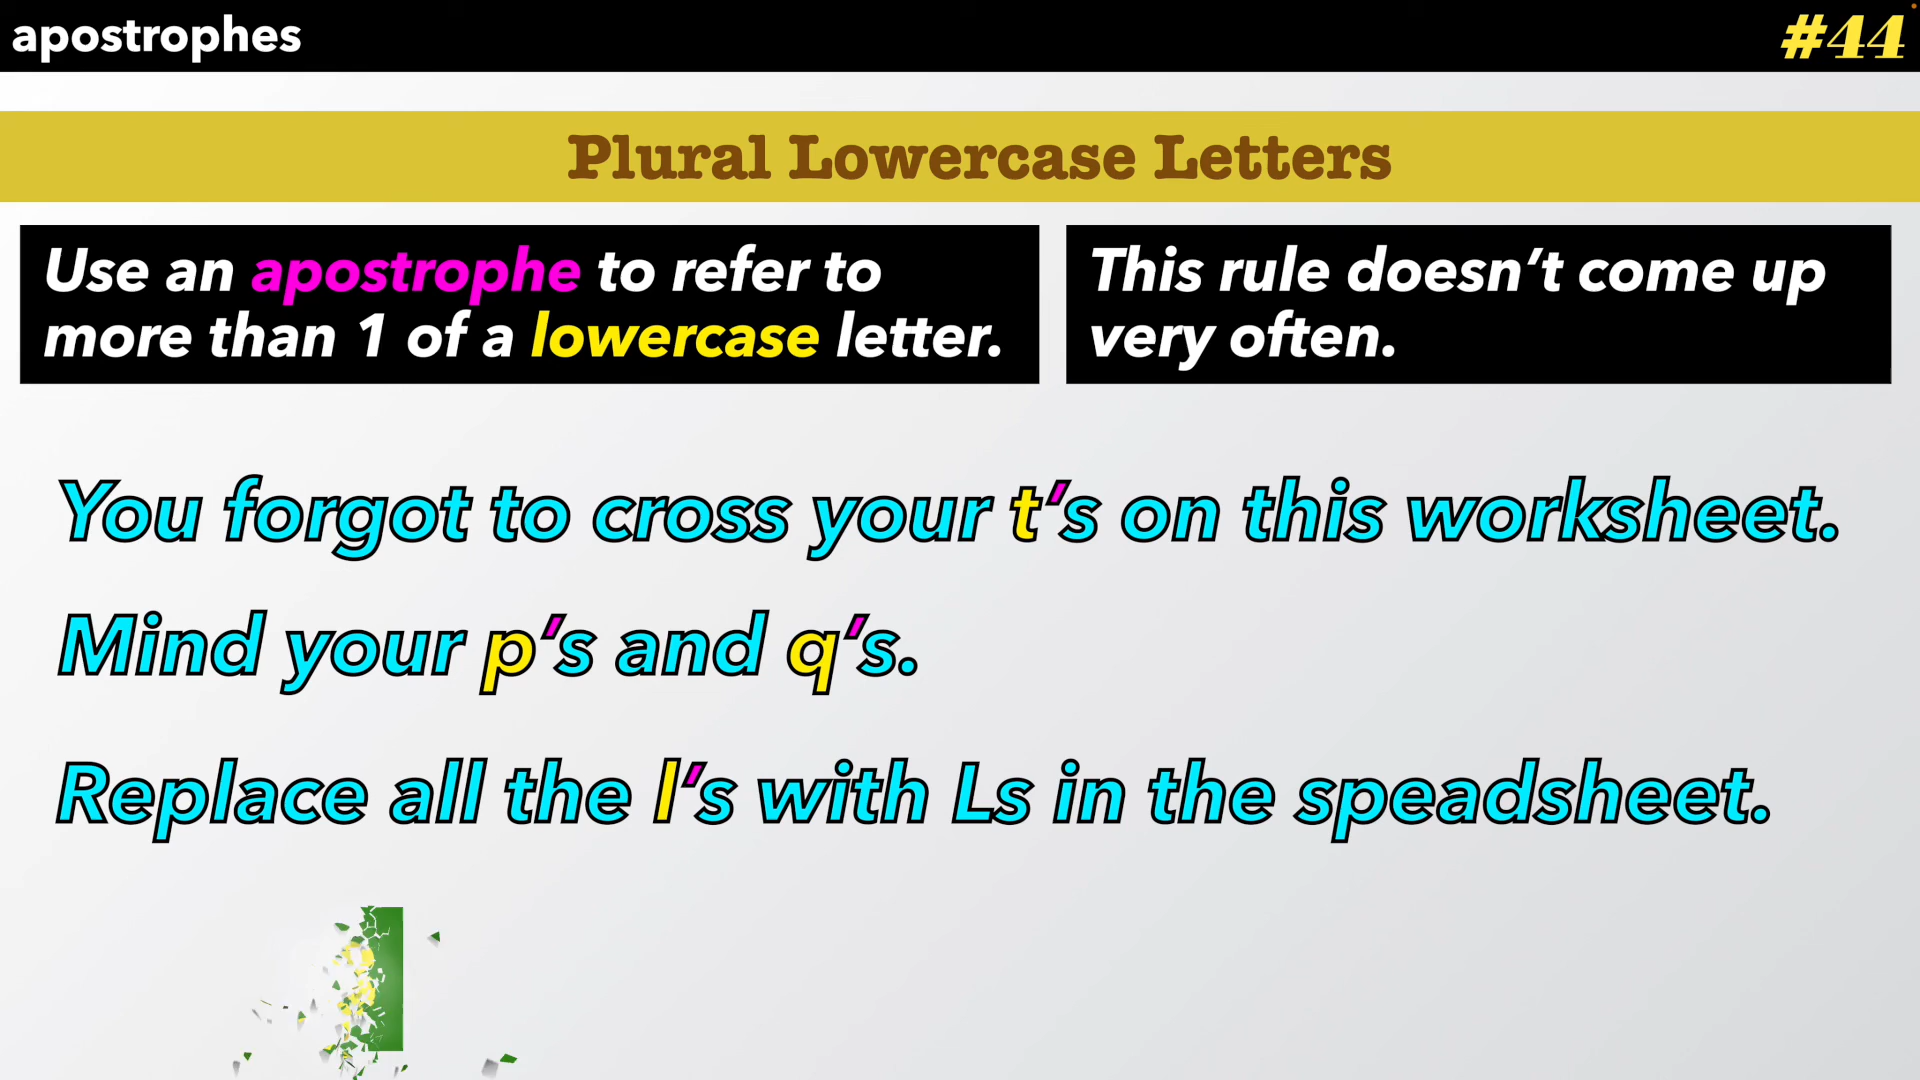 apostrophes
#44
Plural Lowercase Letters
Use an apostrophe to refer to
more than 1 of a lowercase letter.
This rule doesn’t come up
very often.
You forgot to cross your t’s on this worksheet.
Mind your p’s and q’s.
Replace all the l’s with Ls in the speadsheet.